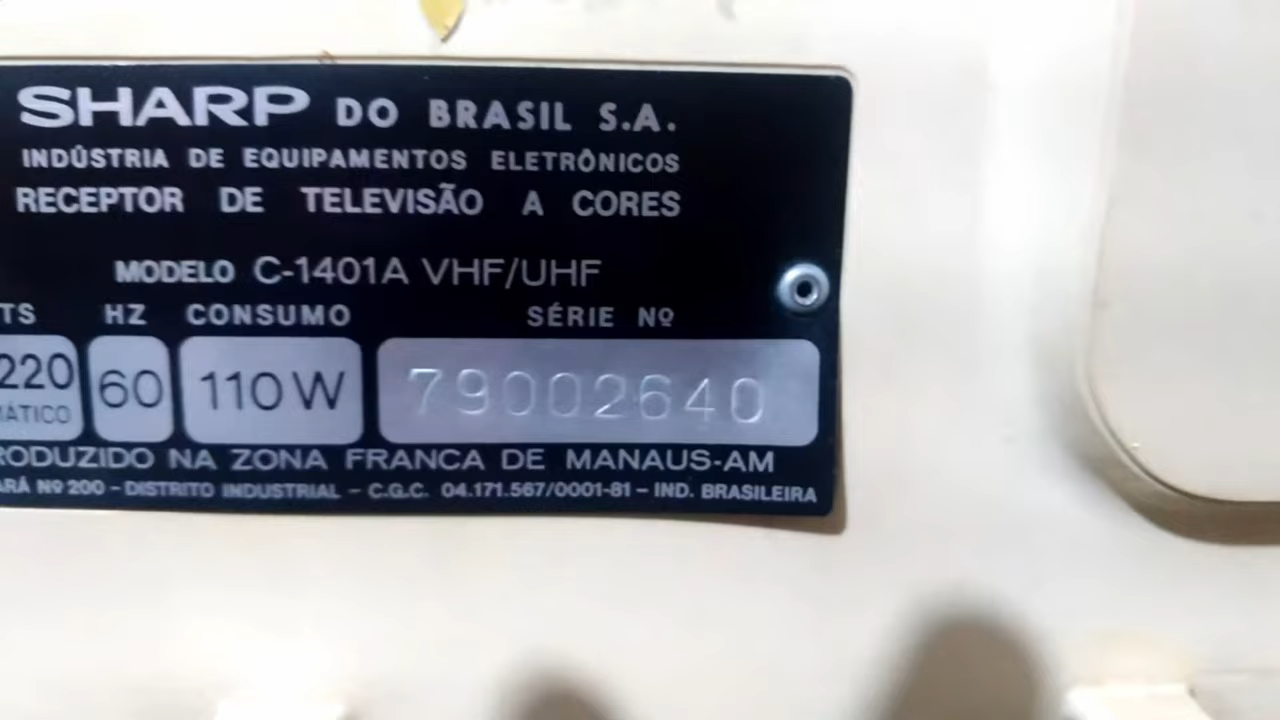 SHARP DO BRASIL S.A.
INDÚSTRIA DE EQUIPAMENTOS ELETRÔNICOS
RECEPTOR DE TELEVISÃO A CORES
MODELO C-1401A VHF/UHF
TS HZ CONSUMO SÉRIE Nº
220 60 110W 79002640
ÁTICO
RODUZIDO NA ZONA FRANCA DE MANAUS-AM
ARÁ Nº 200 - DISTRITO INDUSTRIAL - C.G.C. 04.171.567/0001-81 - IND. BRASILEIRA